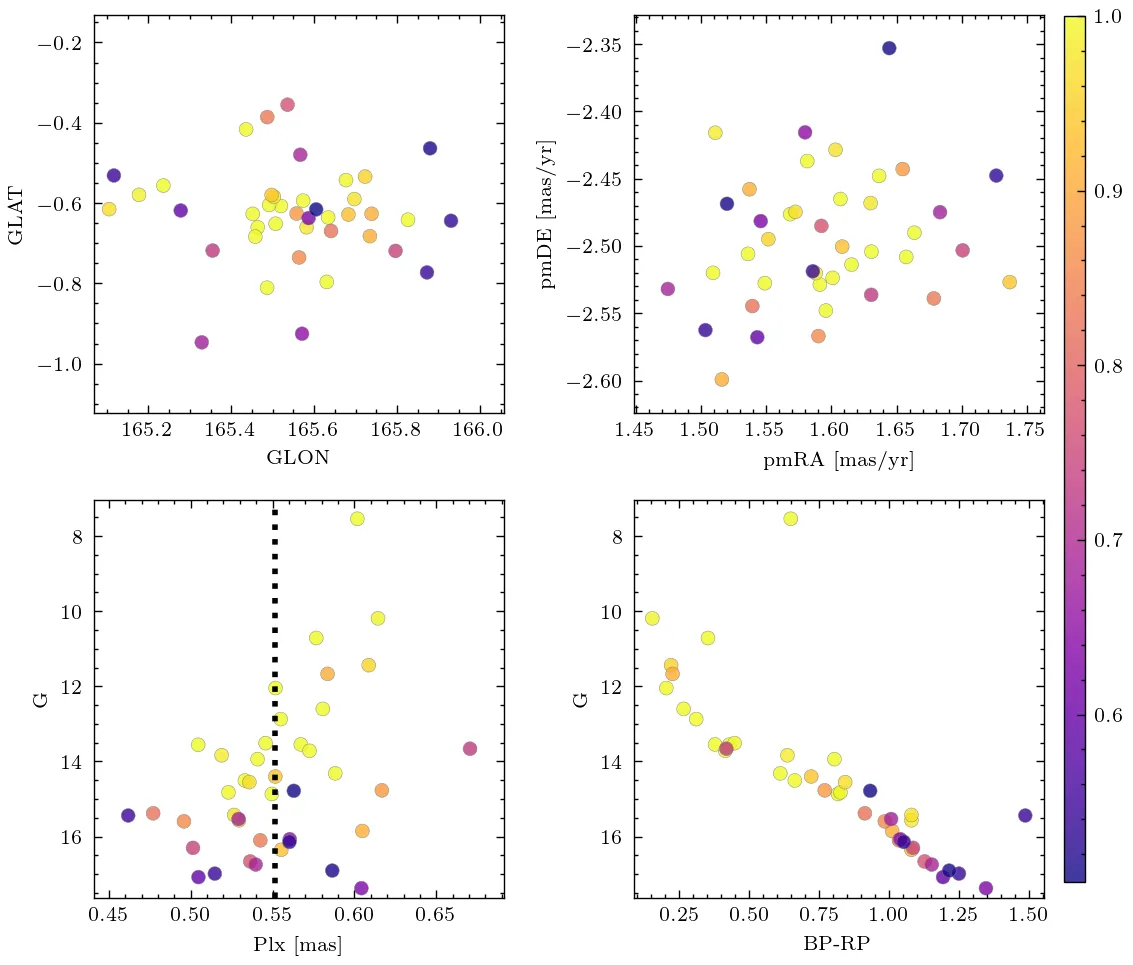 −0.2
−0.4
−0.6
−0.8
−1.0
GLAT
165.2 165.4 165.6 165.8 166.0
GLON
−2.35
−2.40
−2.45
−2.50
−2.55
−2.60
pmDE [mas/yr]
1.45 1.50 1.55 1.60 1.65 1.70 1.75
pmRA [mas/yr]
1.0
0.9
0.8
0.7
0.6
8
10
12
14
16
G
0.45 0.50 0.55 0.60 0.65
Plx [mas]
8
10
12
14
16
G
0.25 0.50 0.75 1.00 1.25 1.50
BP-RP